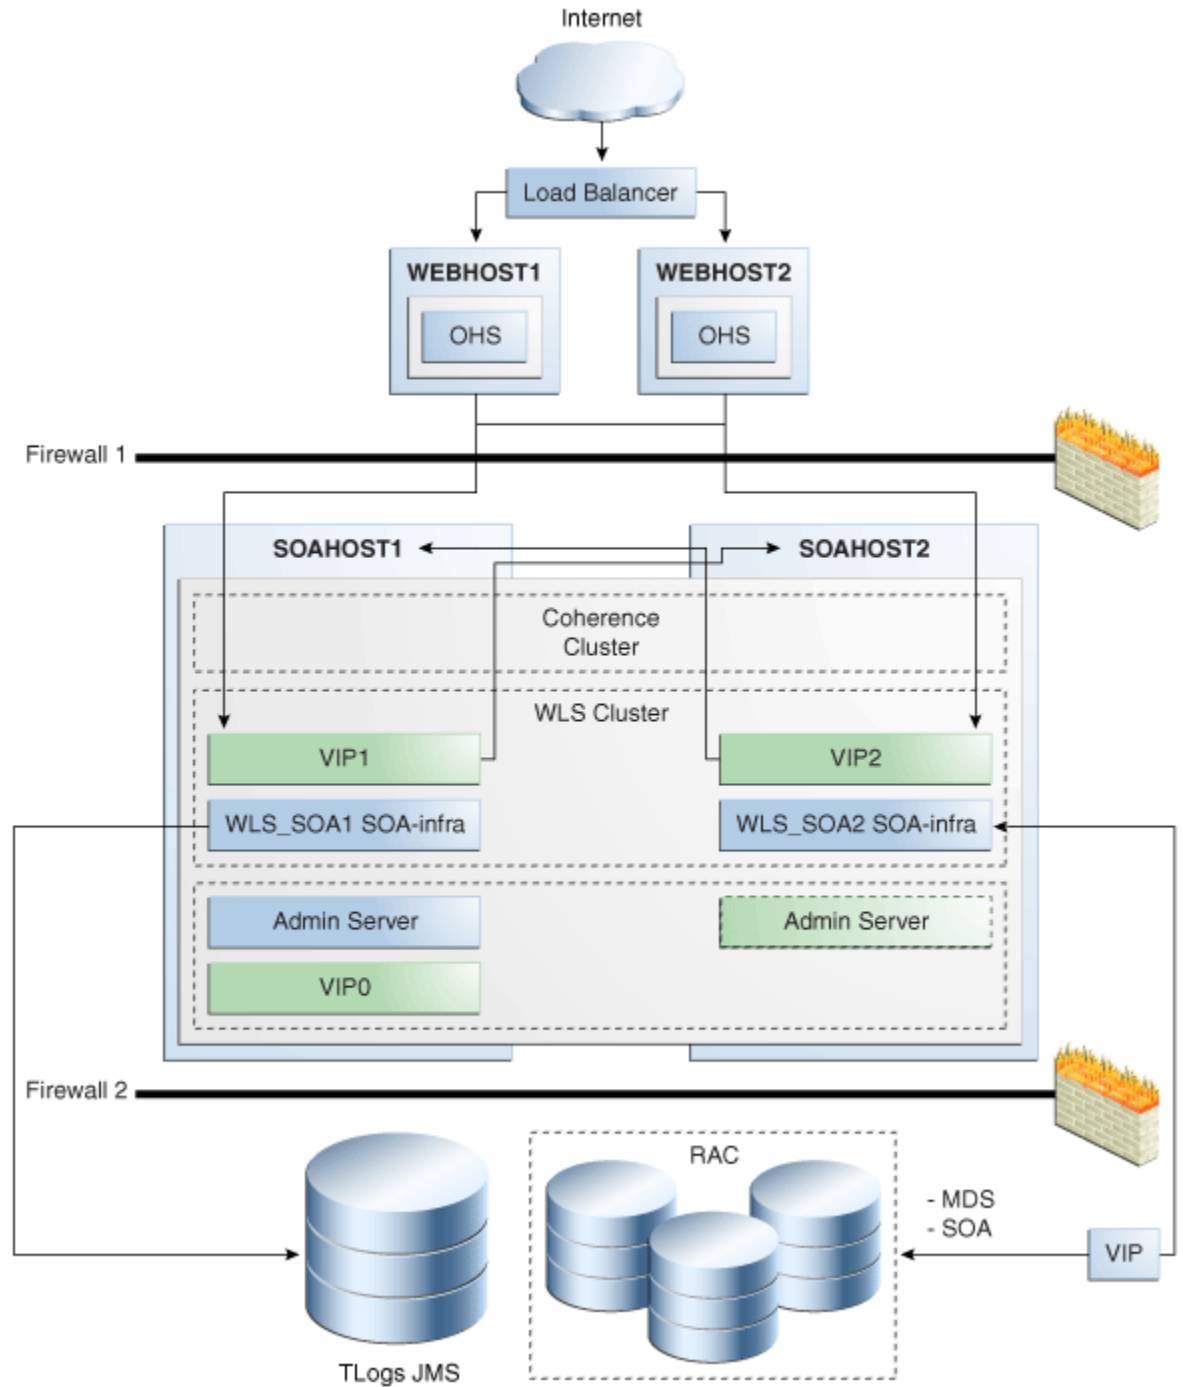 Internet
Load Balancer
WEBHOST1
WEBHOST2
OHS
OHS
Firewall 1
SOAHOST1
SOAHOST2
Coherence
Cluster
WLS Cluster
VIP1
VIP2
WLS_SOA1 SOA-infra
WLS_SOA2 SOA-infra
Admin Server
Admin Server
VIP0
Firewall 2
RAC
- MDS
- SOA
VIP
TLogs JMS